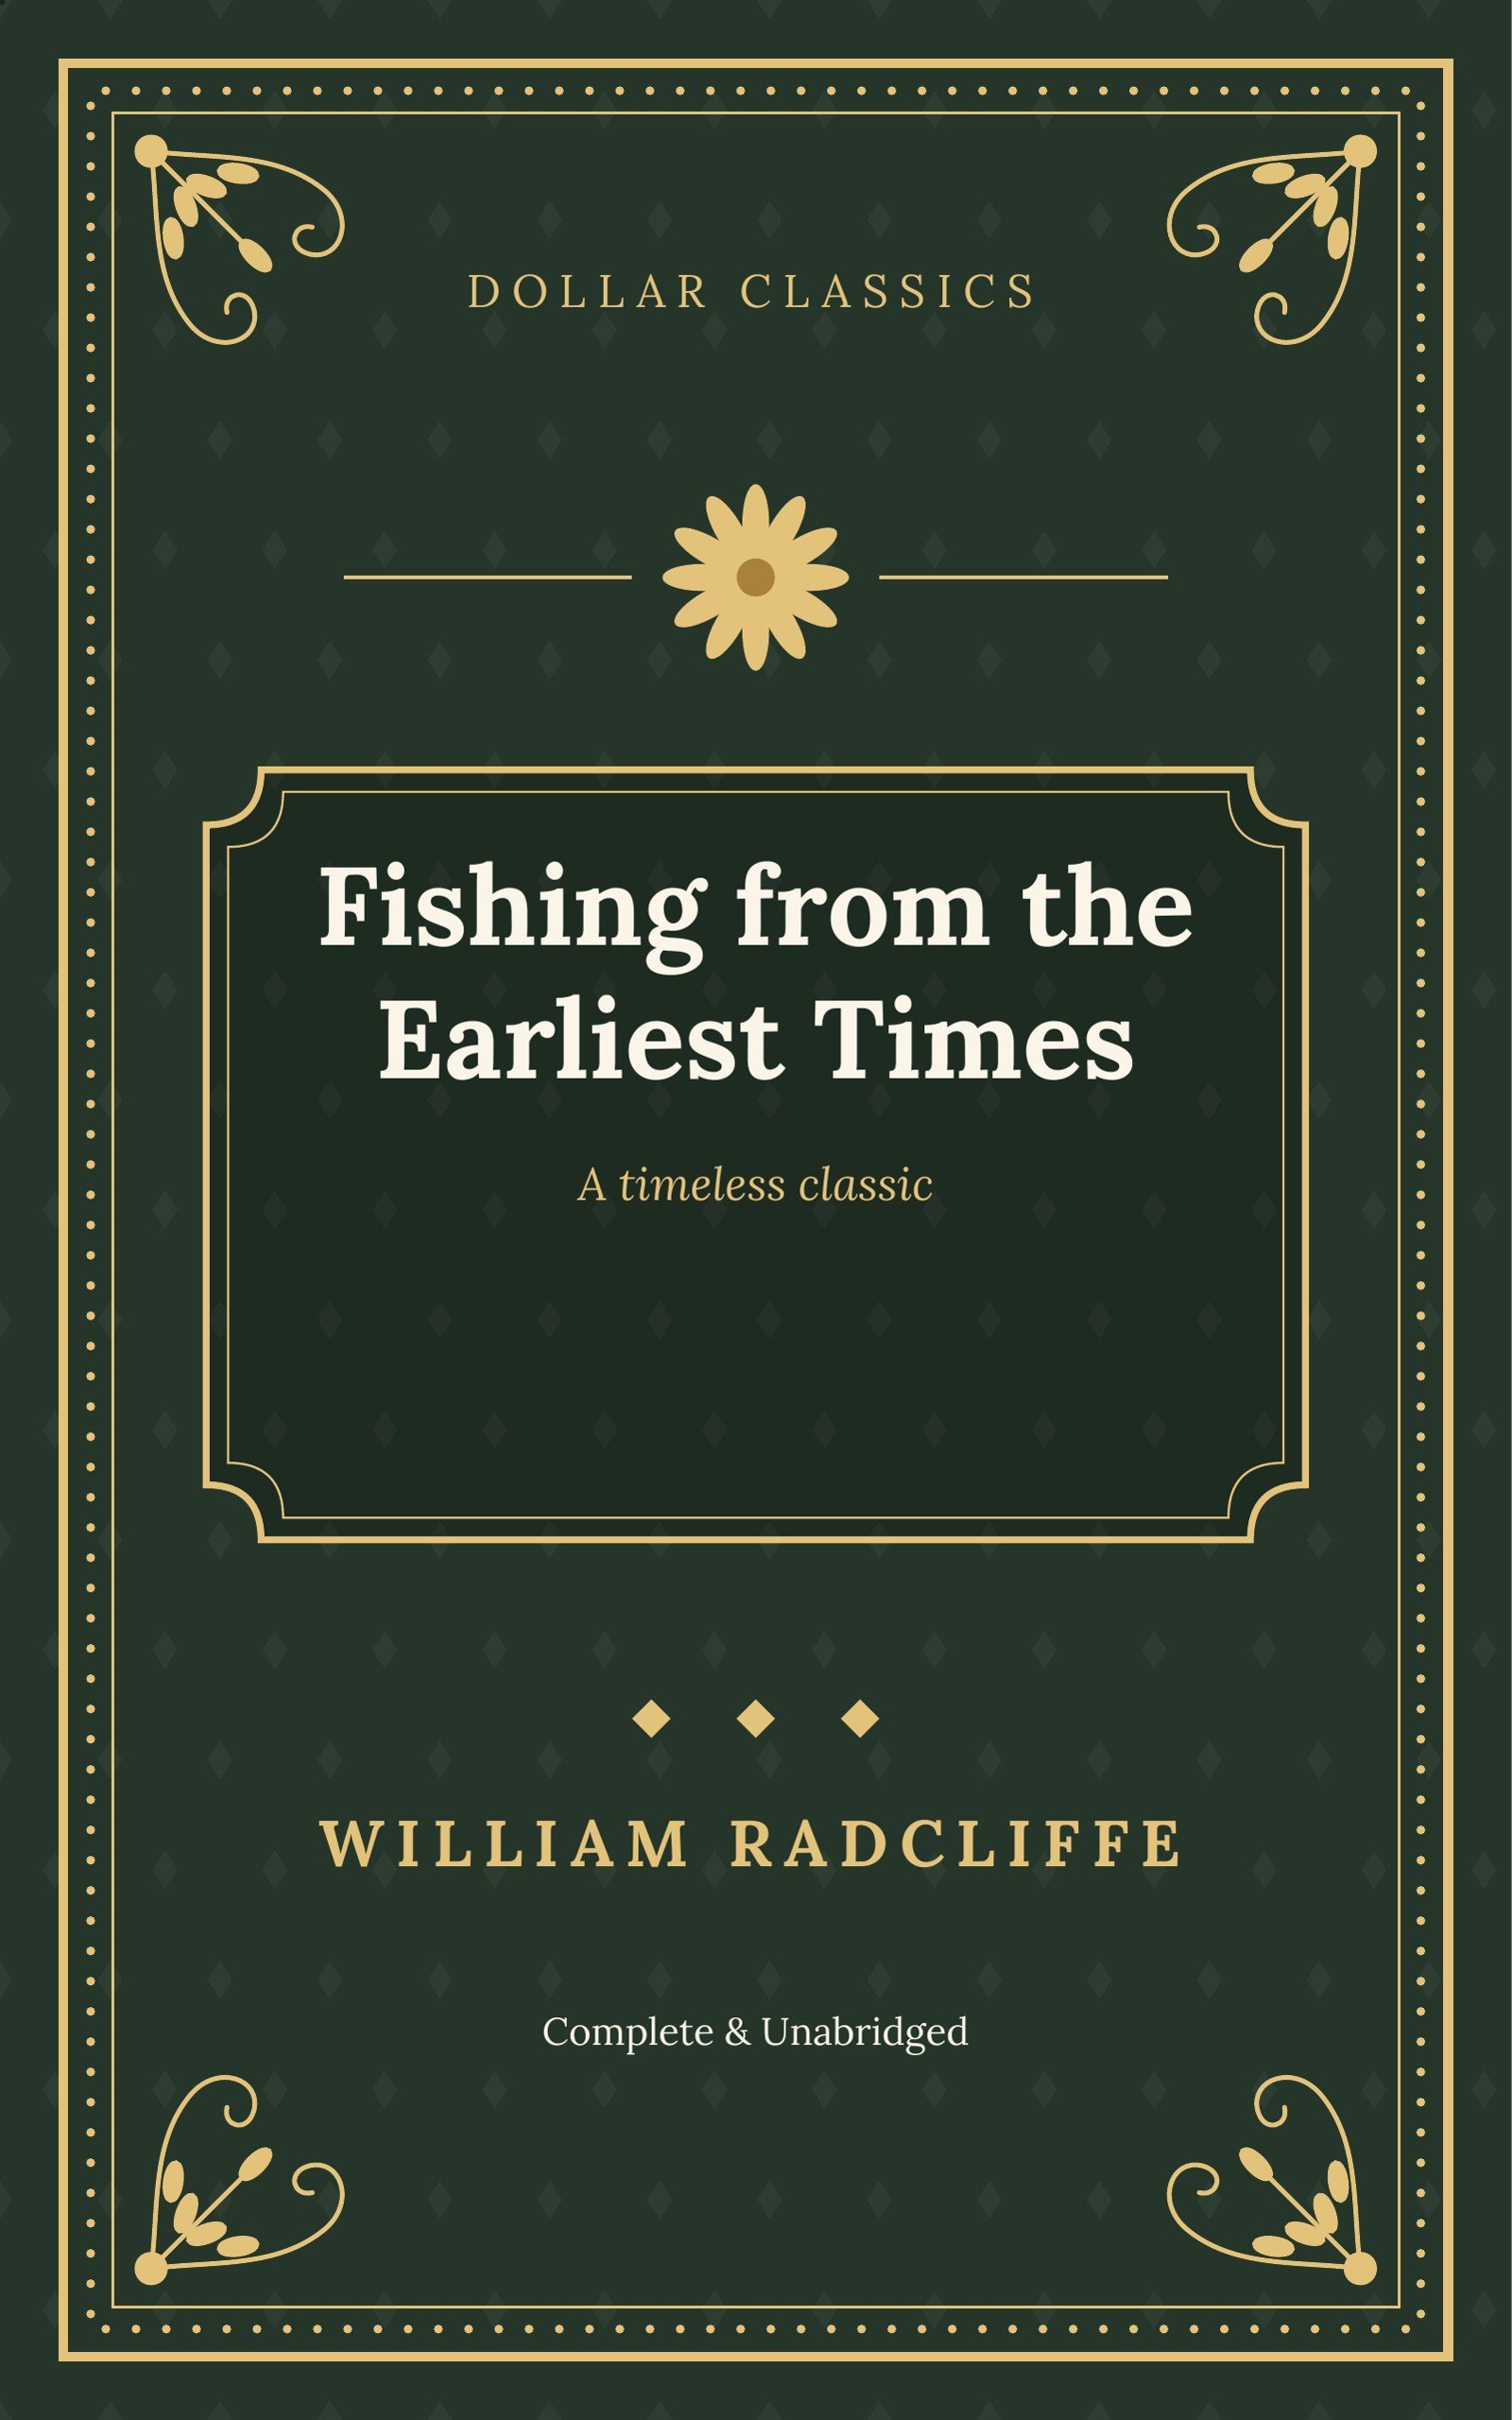 DOLLAR CLASSICS
Fishing from the
Earliest Times
A timeless classic
WILLIAM RADCLIFFE
Complete & Unabridged